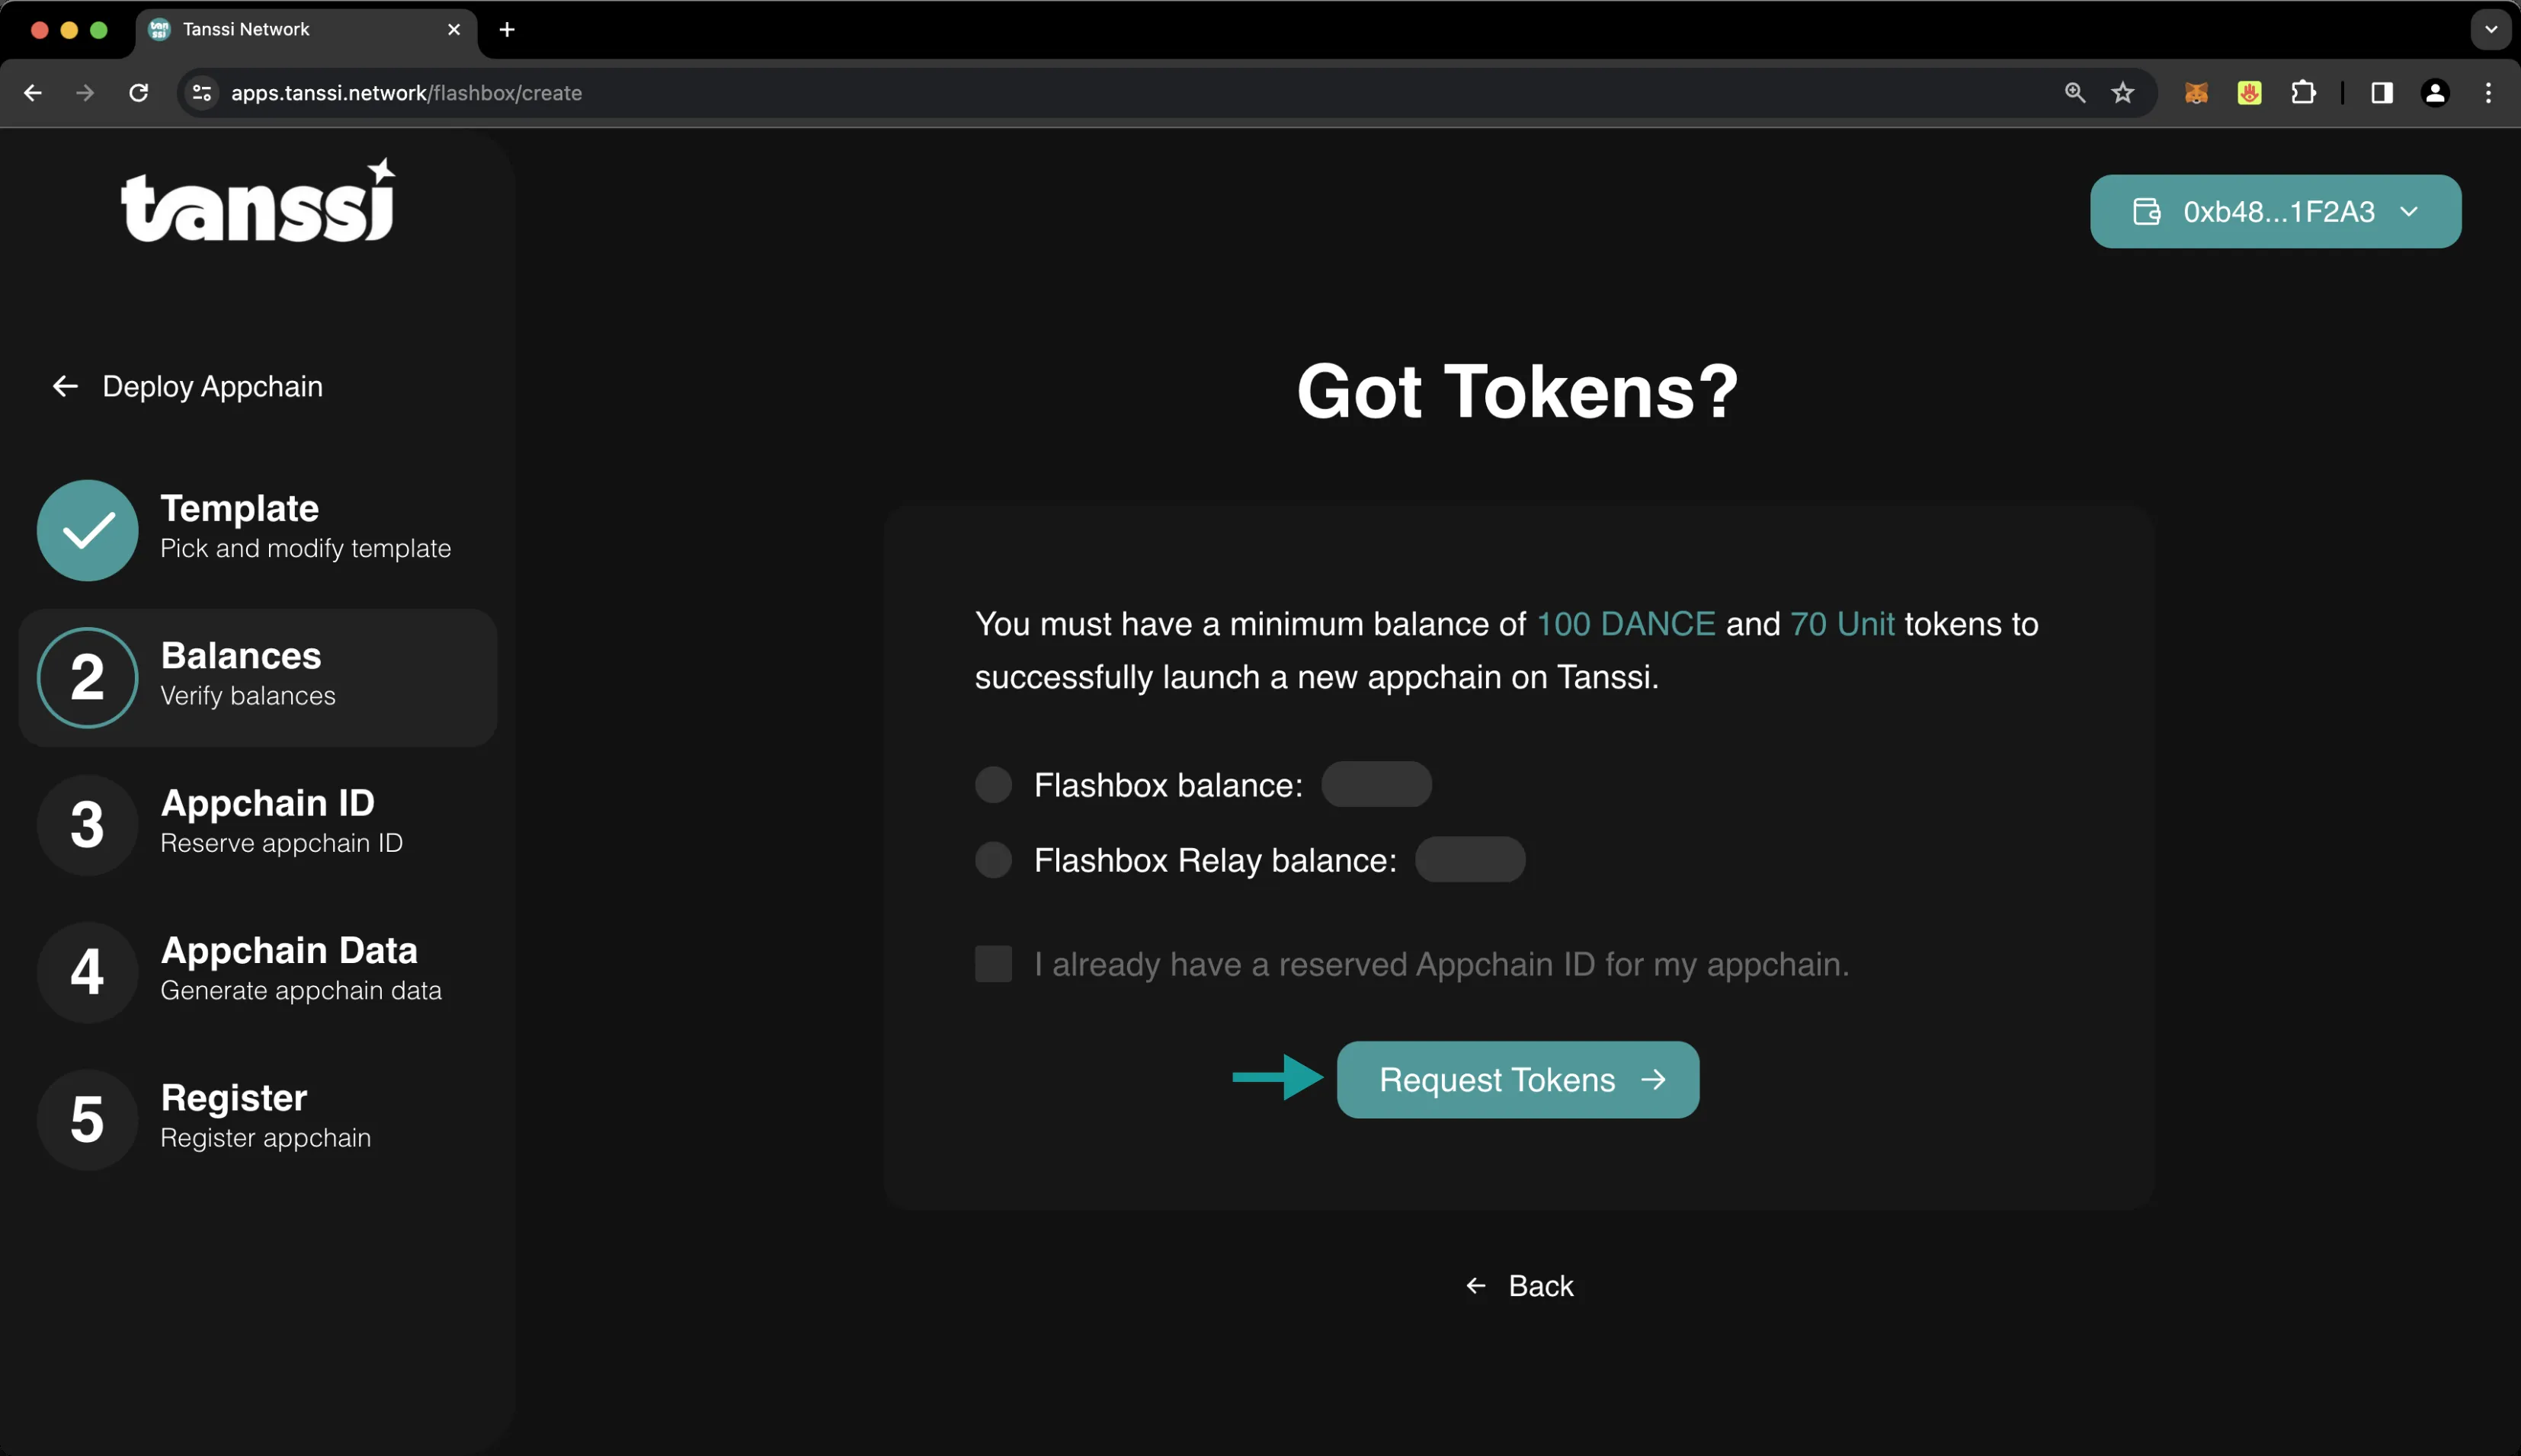 Tanssi Network
apps.tanssi.network/flashbox/create
tanssi
0xb48...1F2A3
Deploy Appchain
Template
Pick and modify template
2
Balances
Verify balances
3
Appchain ID
Reserve appchain ID
4
Appchain Data
Generate appchain data
5
Register
Register appchain
Got Tokens?
You must have a minimum balance of 100 DANCE and 70 Unit tokens to
successfully launch a new appchain on Tanssi.
Flashbox balance:
Flashbox Relay balance:
I already have a reserved Appchain ID for my appchain.
Request Tokens
Back